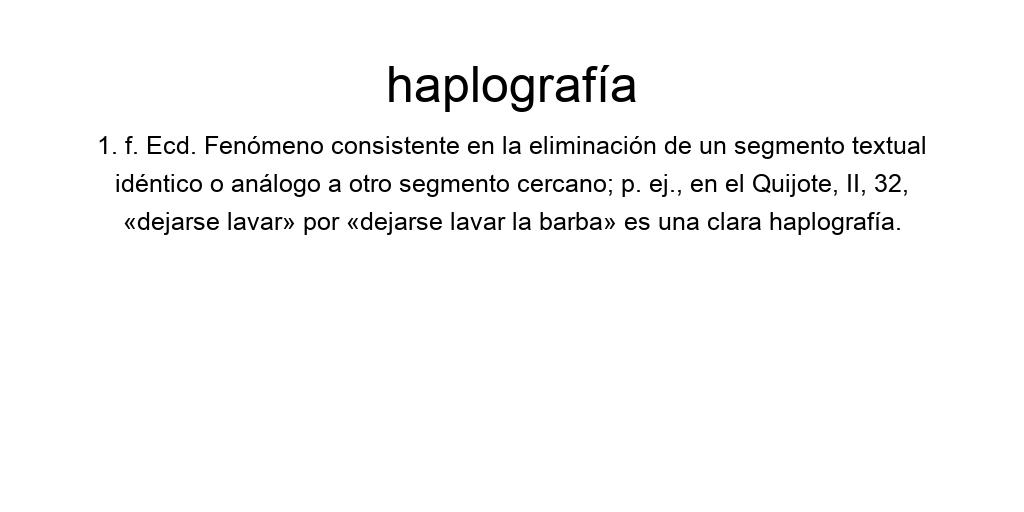 haplografía
1. f. Ecd. Fenómeno consistente en la eliminación de un segmento textual
idéntico o análogo a otro segmento cercano; p. ej., en el Quijote, II, 32,
«dejarse lavar» por «dejarse lavar la barba» es una clara haplografía.